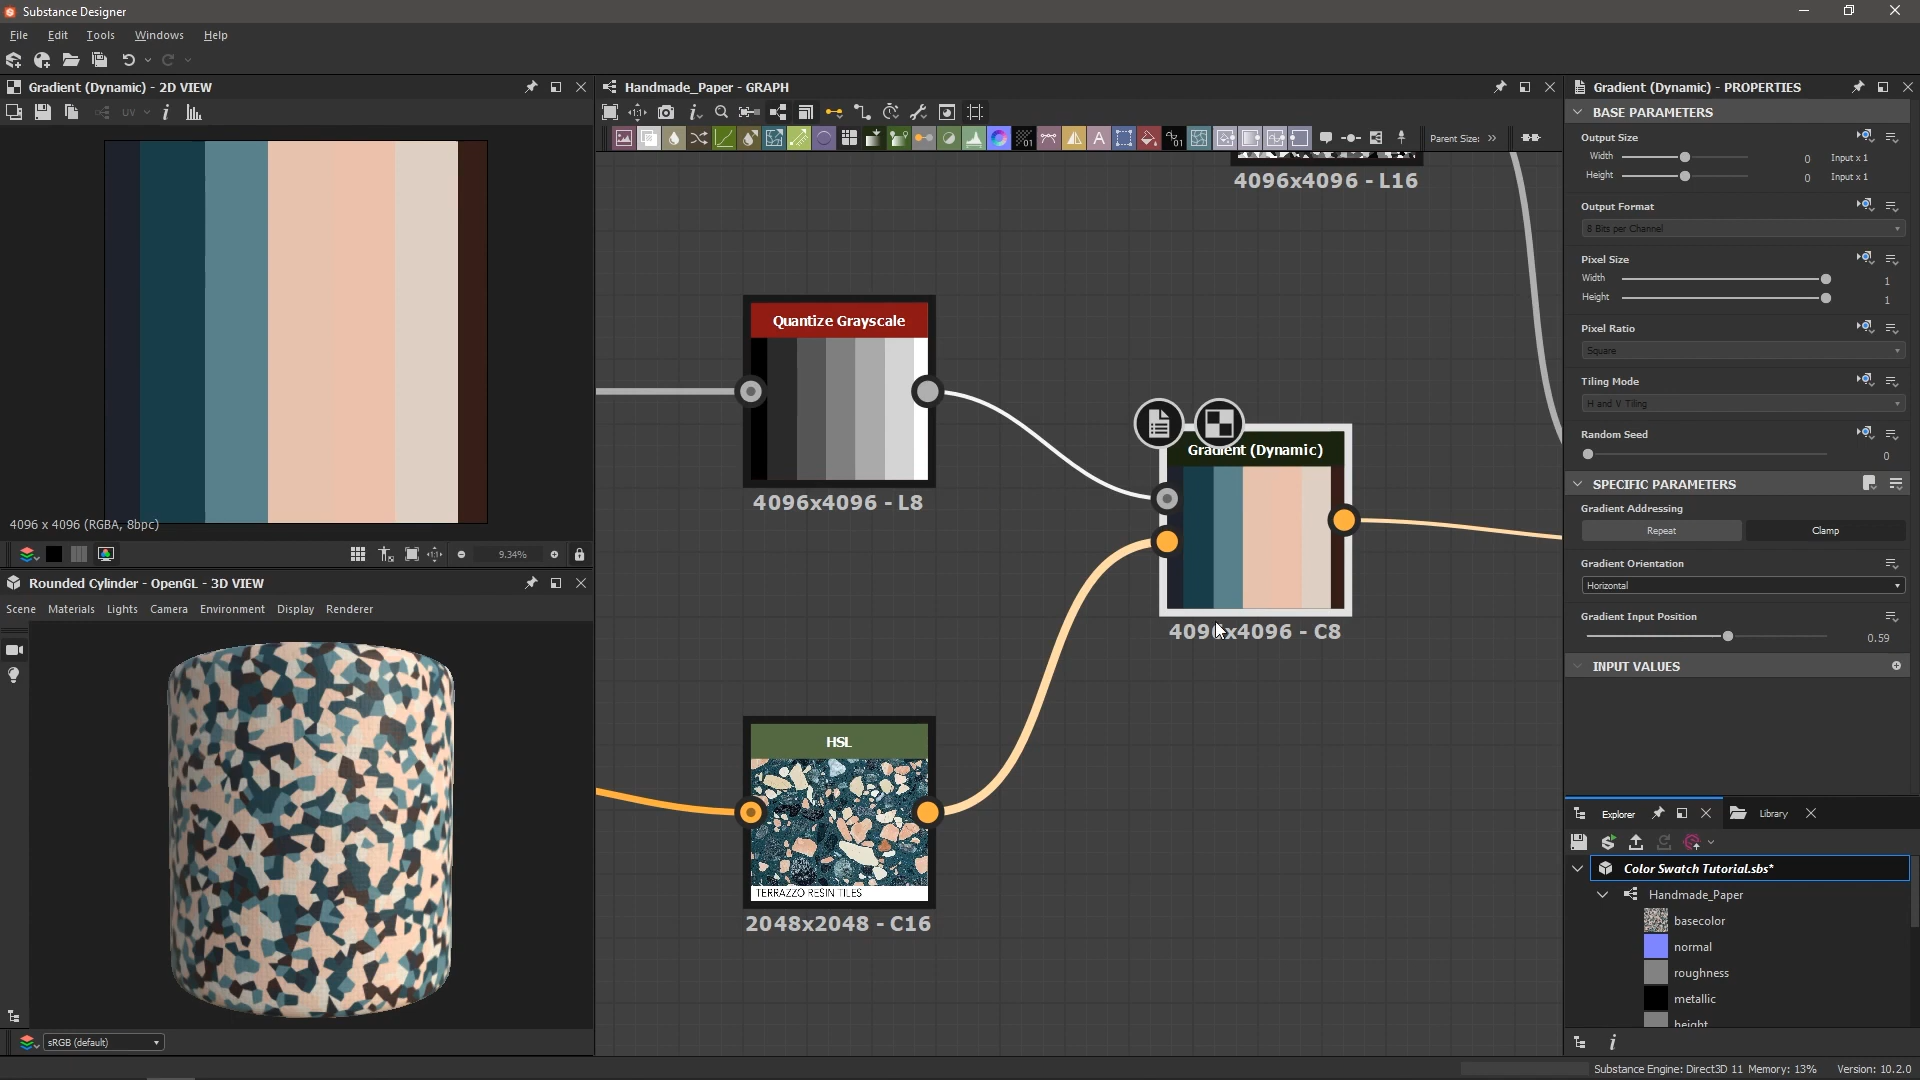 Substance Designer
File Edit Tools Windows Help
Gradient (Dynamic) - 2D VIEW
UV
4096 x 4096 (RGBA, 8bpc)
9.34%
Rounded Cylinder - OpenGL - 3D VIEW
Scene Materials Lights Camera Environment Display Renderer
sRGB (default)
Handmade_Paper - GRAPH
Parent Size:
4096x4096 - L16
Quantize Grayscale
4096x4096 - L8
Gradient (Dynamic)
4096x4096 - C8
HSL
TERRAZZO RESIN TILES
2048x2048 - C16
Gradient (Dynamic) - PROPERTIES
BASE PARAMETERS
Output Size
Width 0 Input x 1
Height 0 Input x 1
Output Format
8 Bits per Channel
Pixel Size
Width 1
Height 1
Pixel Ratio
Square
Tiling Mode
H and V Tiling
Random Seed
0
SPECIFIC PARAMETERS
Gradient Addressing
Repeat Clamp
Gradient Orientation
Horizontal
Gradient Input Position
0.59
INPUT VALUES
Explorer Library
Color Swatch Tutorial.sbs*
Handmade_Paper
basecolor
normal
roughness
metallic
height
Substance Engine: Direct3D 11 Memory: 13% Version: 10.2.0